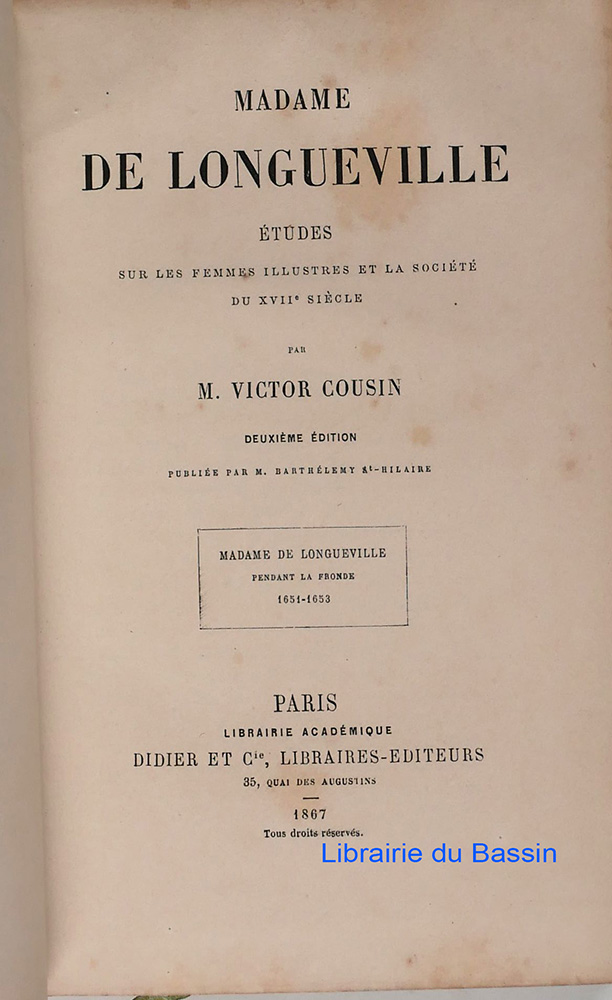 MADAME
DE LONGUEVILLE
ÉTUDES
SUR LES FEMMES ILLUSTRES ET LA SOCIÉTÉ
DU XVIIe SIÈCLE
PAR
M. VICTOR COUSIN
DEUXIÈME ÉDITION
PUBLIÉE PAR M. BARTHÉLEMY St-HILAIRE
MADAME DE LONGUEVILLE
PENDANT LA FRONDE
1651-1653
PARIS
LIBRAIRIE ACADÉMIQUE
DIDIER ET Cie, LIBRAIRES-EDITEURS
35, QUAI DES AUGUSTINS
1867
Tous droits réservés.
Librairie du Bassin